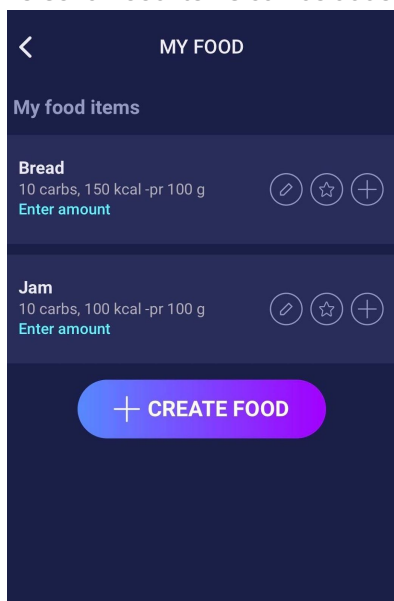 MY FOOD
My food items
Bread
10 carbs, 150 kcal -pr 100 g
Enter amount
Jam
10 carbs, 100 kcal -pr 100 g
Enter amount
CREATE FOOD